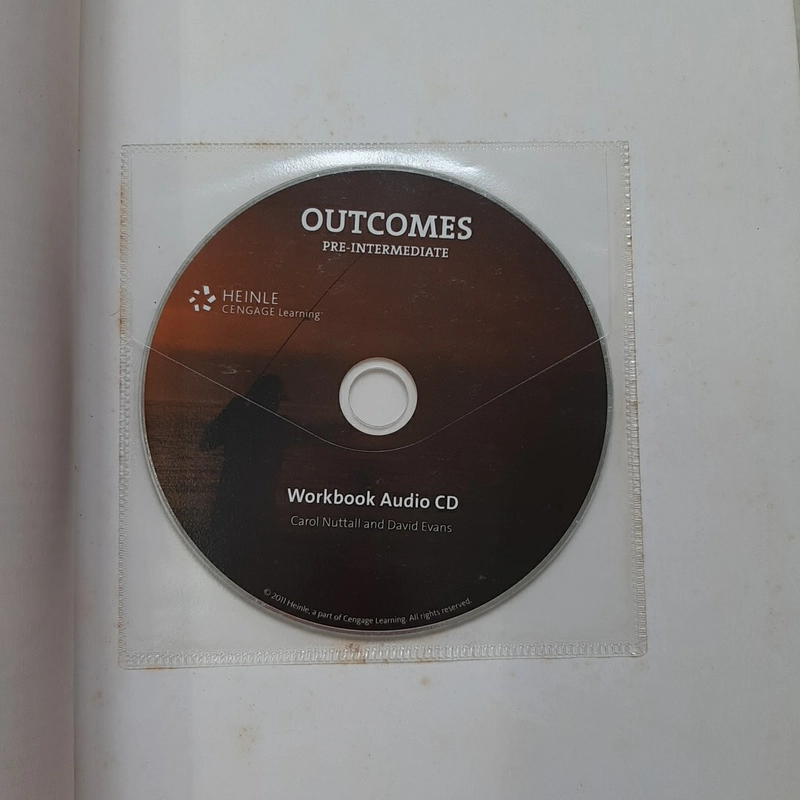 OUTCOMES
PRE-INTERMEDIATE
HEINLE
CENGAGE Learning™
Workbook Audio CD
Carol Nuttall and David Evans
© 2011 Heinle, a part of Cengage Learning. All rights reserved.